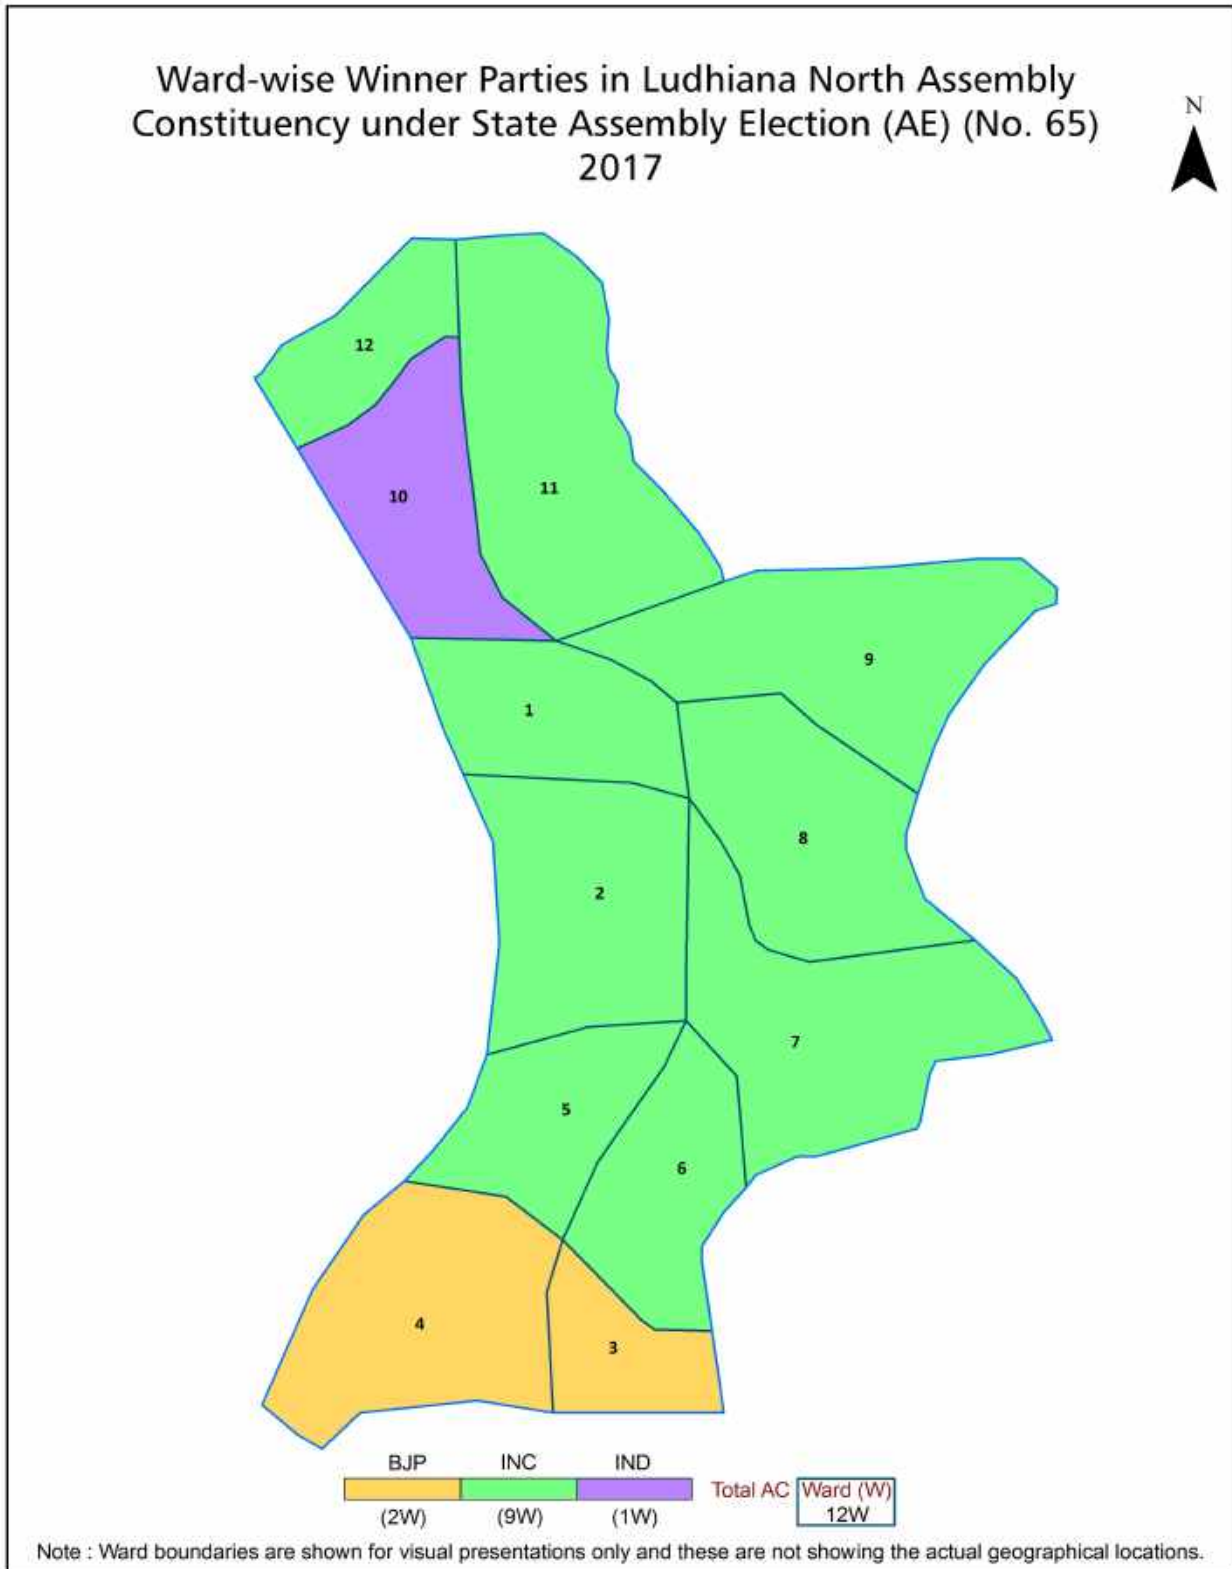 Ward-wise Winner Parties in Ludhiana North Assembly
Constituency under State Assembly Election (AE) (No. 65)
2017
N
12
10
11
9
1
8
2
7
5
6
4
3
BJP INC IND
Total AC Ward (W)
(2W) (9W) (1W) 12W
Note : Ward boundaries are shown for visual presentations only and these are not showing the actual geographical locations.